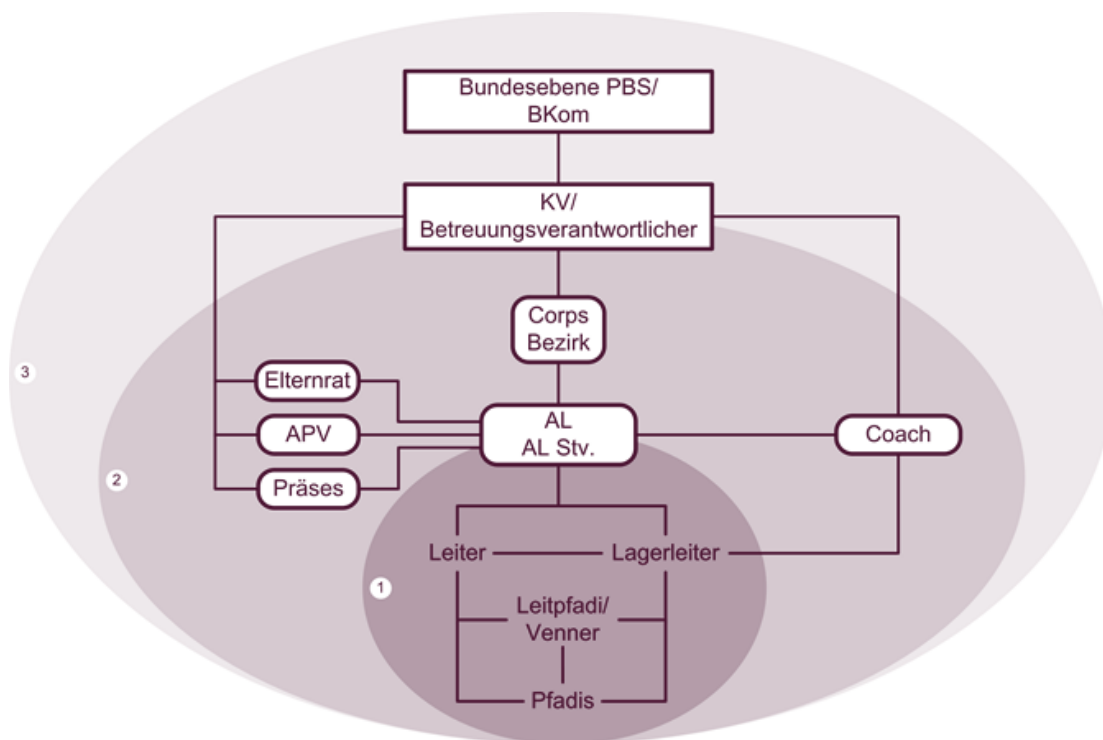 Bundesebene PBS/
BKom
KV/
Betreuungsverantwortlicher
Corps
Bezirk
3
Elternrat
AL
AL Stv.
APV
Coach
2
Präses
Leiter
Lagerleiter
1
Leitpfadi/
Venner
Pfadis